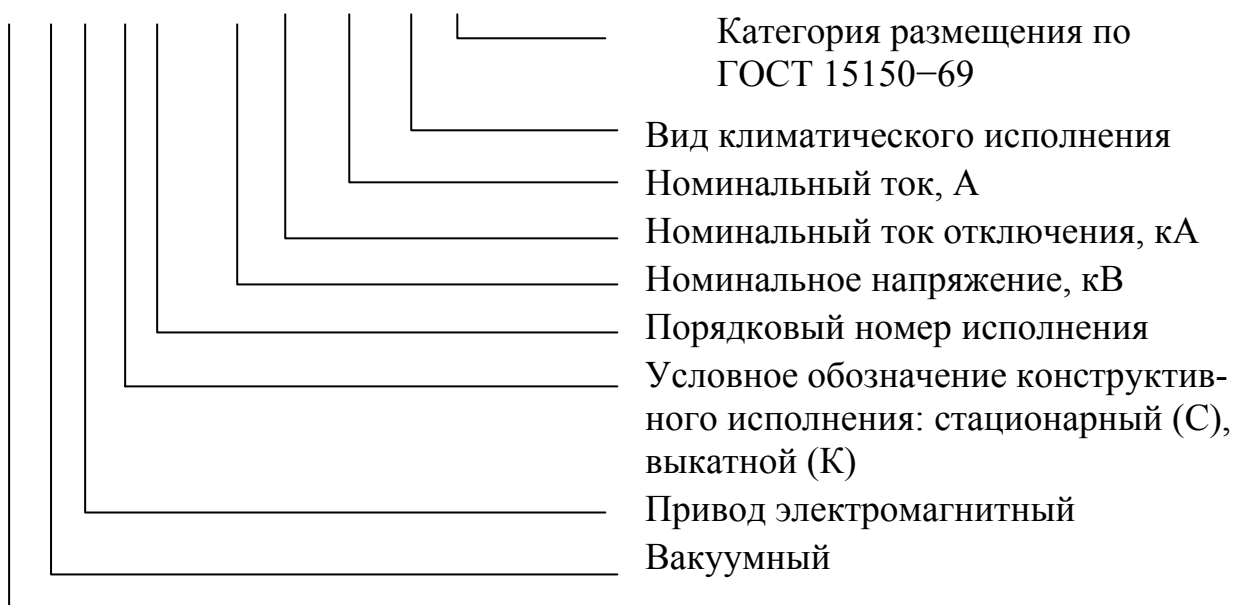 Категория размещения по
ГОСТ 15150−69
Вид климатического исполнения
Номинальный ток, А
Номинальный ток отключения, кА
Номинальное напряжение, кВ
Порядковый номер исполнения
Условное обозначение конструктив-
ного исполнения: стационарный (С),
выкатной (К)
Привод электромагнитный
Вакуумный